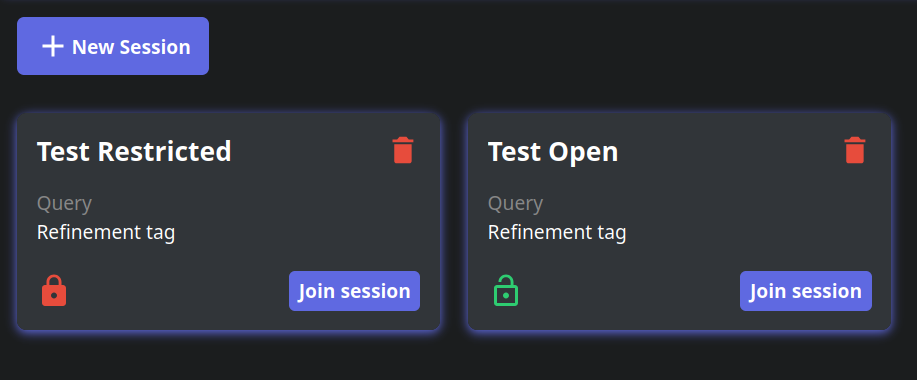 New Session
Test Restricted
Query
Refinement tag
Join session
Test Open
Query
Refinement tag
Join session